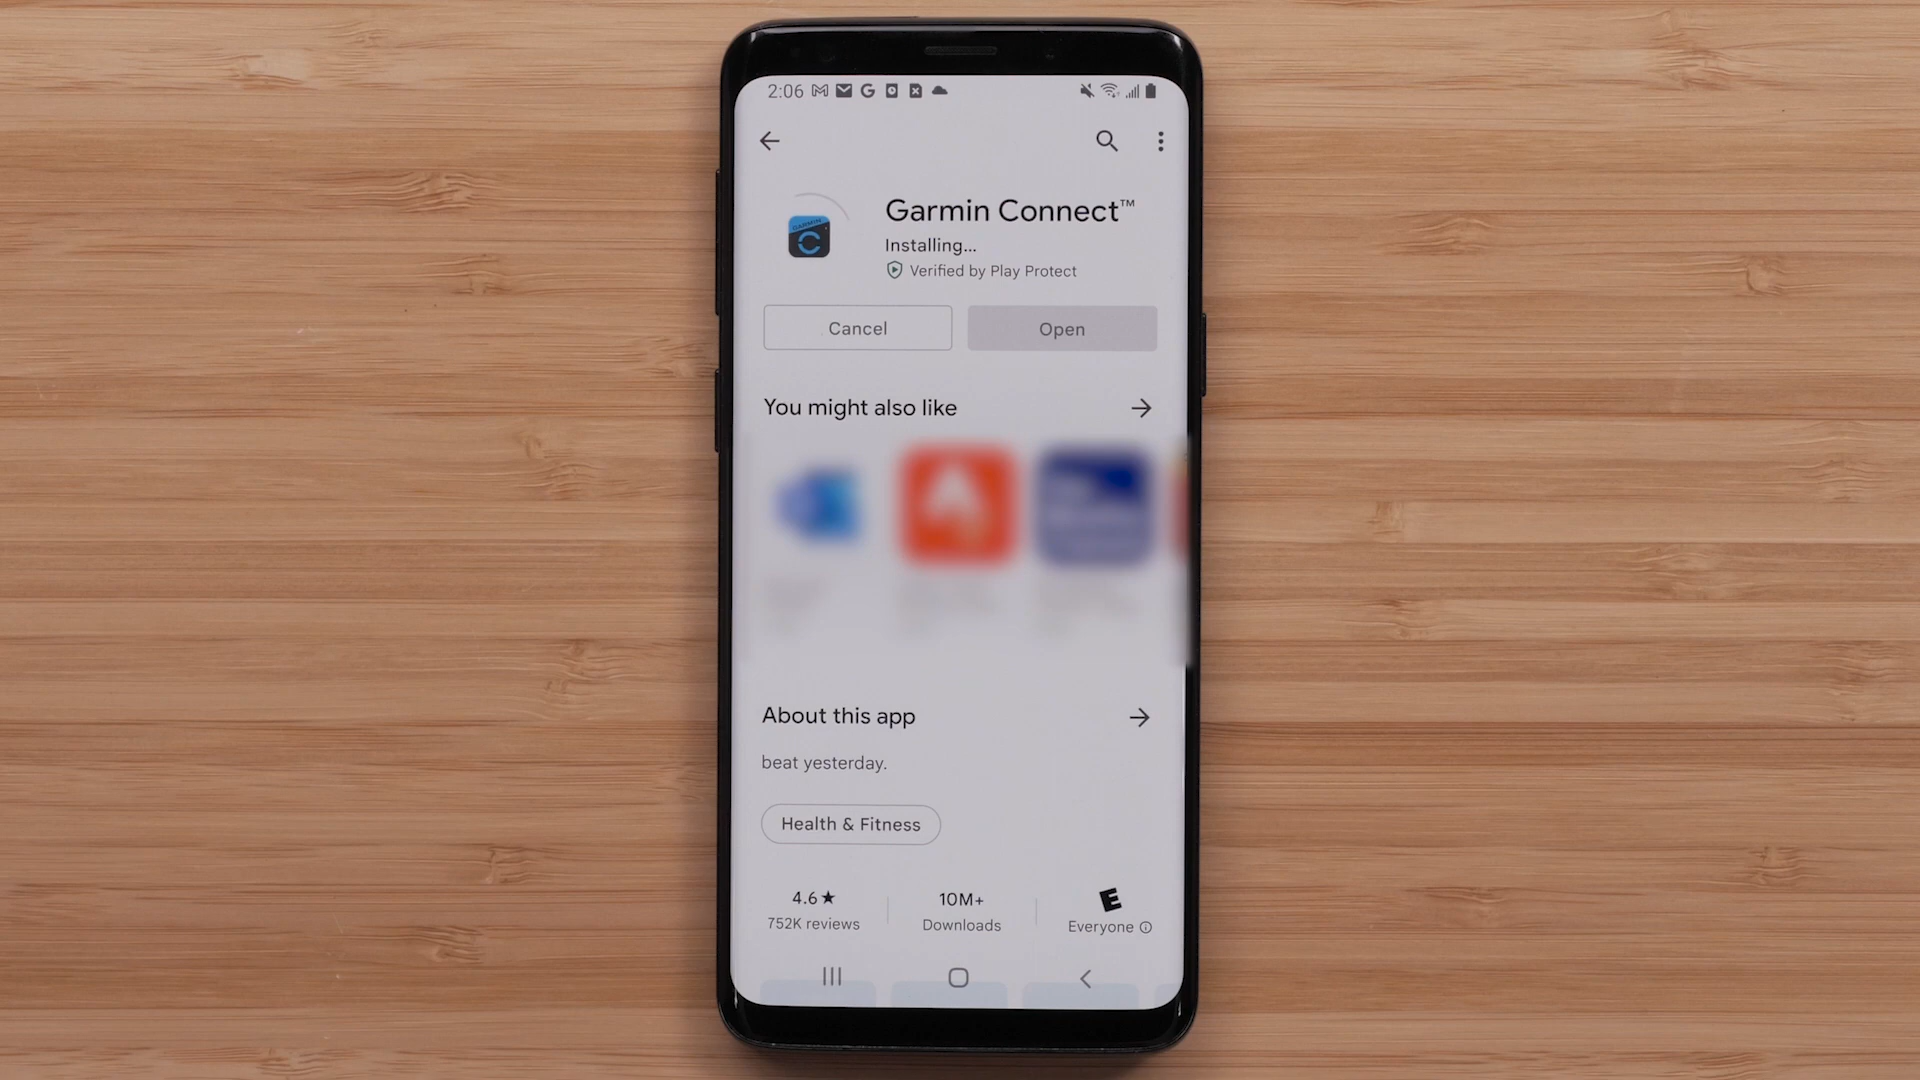 2:06
Garmin Connect™
GARMIN
Installing...
Verified by Play Protect
Cancel
Open
You might also like
About this app
beat yesterday.
Health & Fitness
4.6★
752K reviews
10M+
Downloads
E
Everyone